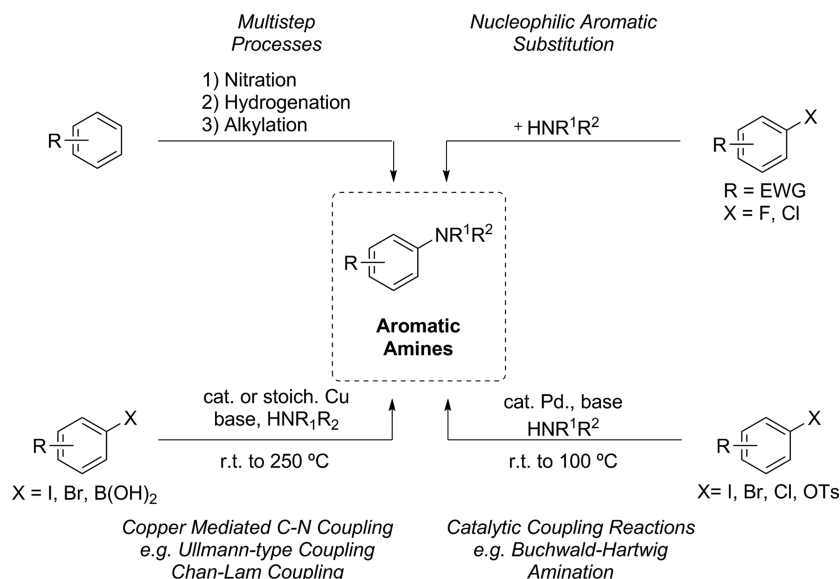 Multistep
Processes
Nucleophilic Aromatic
Substitution
1) Nitration
2) Hydrogenation
3) Alkylation
+ HNR¹R²
R
X
R
R = EWG
X = F, Cl
NR¹R²
R
Aromatic
Amines
cat. or stoich. Cu
base, HNR₁R₂
r.t. to 250 ºC
cat. Pd., base
HNR¹R²
r.t. to 100 ºC
X
R
X = I, Br, B(OH)₂
X
R
X= I, Br, Cl, OTs
Copper Mediated C-N Coupling
e.g. Ullmann-type Coupling
Chan-Lam Coupling
Catalytic Coupling Reactions
e.g. Buchwald-Hartwig
Amination